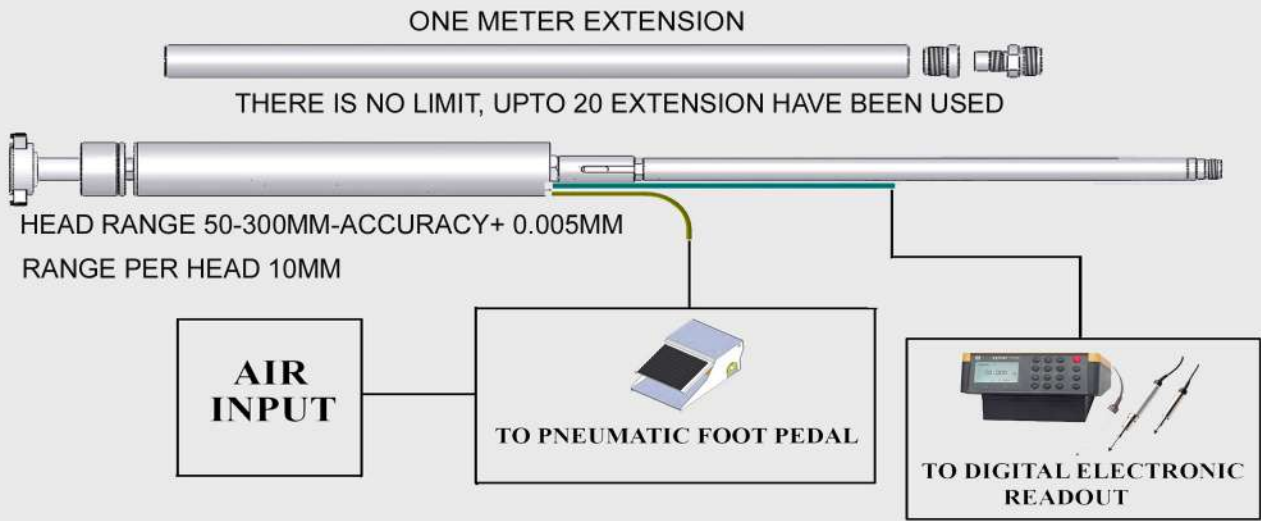 ONE METER EXTENSION
THERE IS NO LIMIT, UPTO 20 EXTENSION HAVE BEEN USED
HEAD RANGE 50-300MM-ACCURACY+ 0.005MM
RANGE PER HEAD 10MM
AIR
INPUT
TO PNEUMATIC FOOT PEDAL
TO DIGITAL ELECTRONIC
READOUT